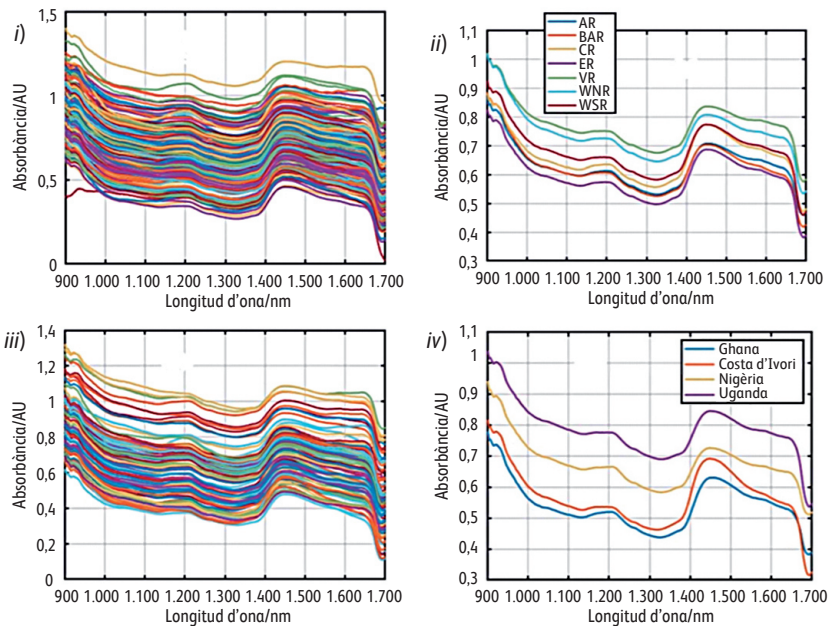 i)
Absorbància/AU
1,5
1
0,5
0
900 1.000 1.100 1.200 1.300 1.400 1.500 1.600 1.700
Longitud d'ona/nm
ii)
Absorbància/AU
1,1
1
0,9
0,8
0,7
0,6
0,5
0,4
0,3
AR
BAR
CR
ER
VR
WNR
WSR
900 1.000 1.100 1.200 1.300 1.400 1.500 1.600 1.700
Longitud d'ona/nm
iii)
Absorbància/AU
1,4
1,2
1
0,8
0,6
0,4
0,2
0
900 1.000 1.100 1.200 1.300 1.400 1.500 1.600 1.700
Longitud d'ona/nm
iv)
Absorbància/AU
1,1
1
0,9
0,8
0,7
0,6
0,5
0,4
0,3
Ghana
Costa d'Ivori
Nigèria
Uganda
900 1.000 1.100 1.200 1.300 1.400 1.500 1.600 1.700
Longitud d'ona/nm